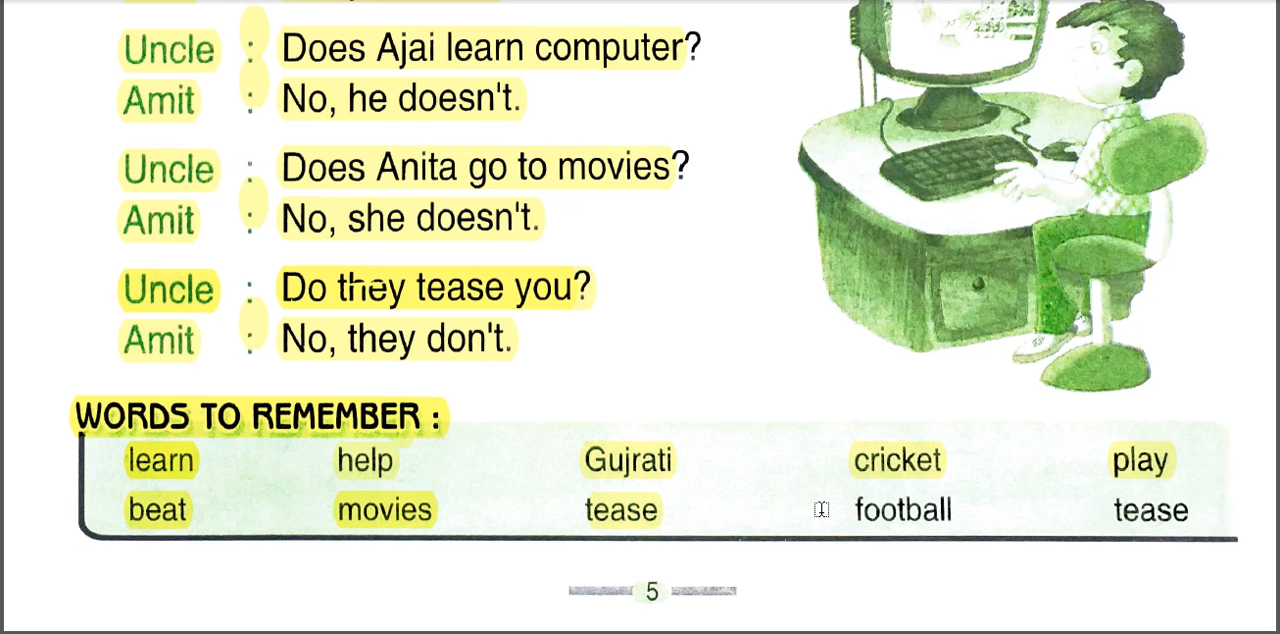 Uncle : Does Ajai learn computer?
Amit : No, he doesn't.
Uncle : Does Anita go to movies?
Amit : No, she doesn't.
Uncle : Do they tease you?
Amit : No, they don't.
WORDS TO REMEMBER :
learn help Gujrati cricket play
beat movies tease football tease
5